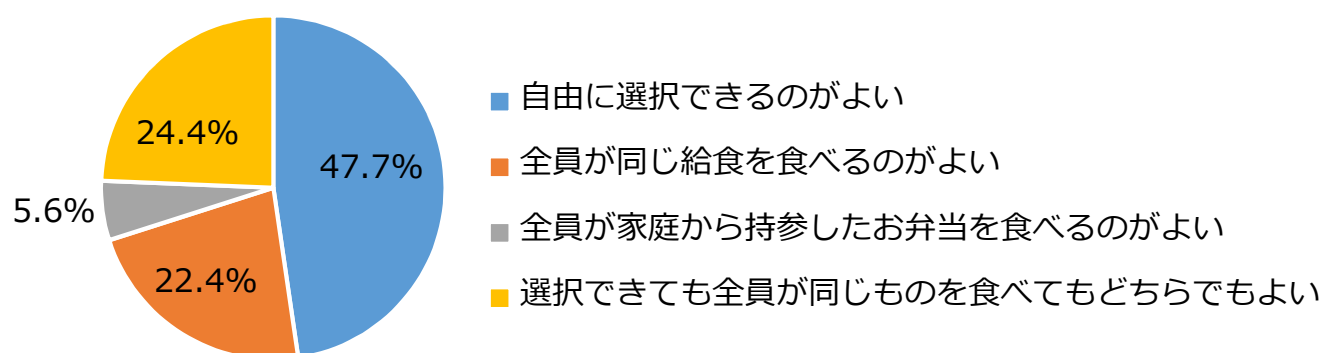 24.4%
47.7%
5.6%
22.4%
自由に選択できるのがよい
全員が同じ給食を食べるのがよい
全員が家庭から持参したお弁当を食べるのがよい
選択できても全員が同じものを食べてもどちらでもよい